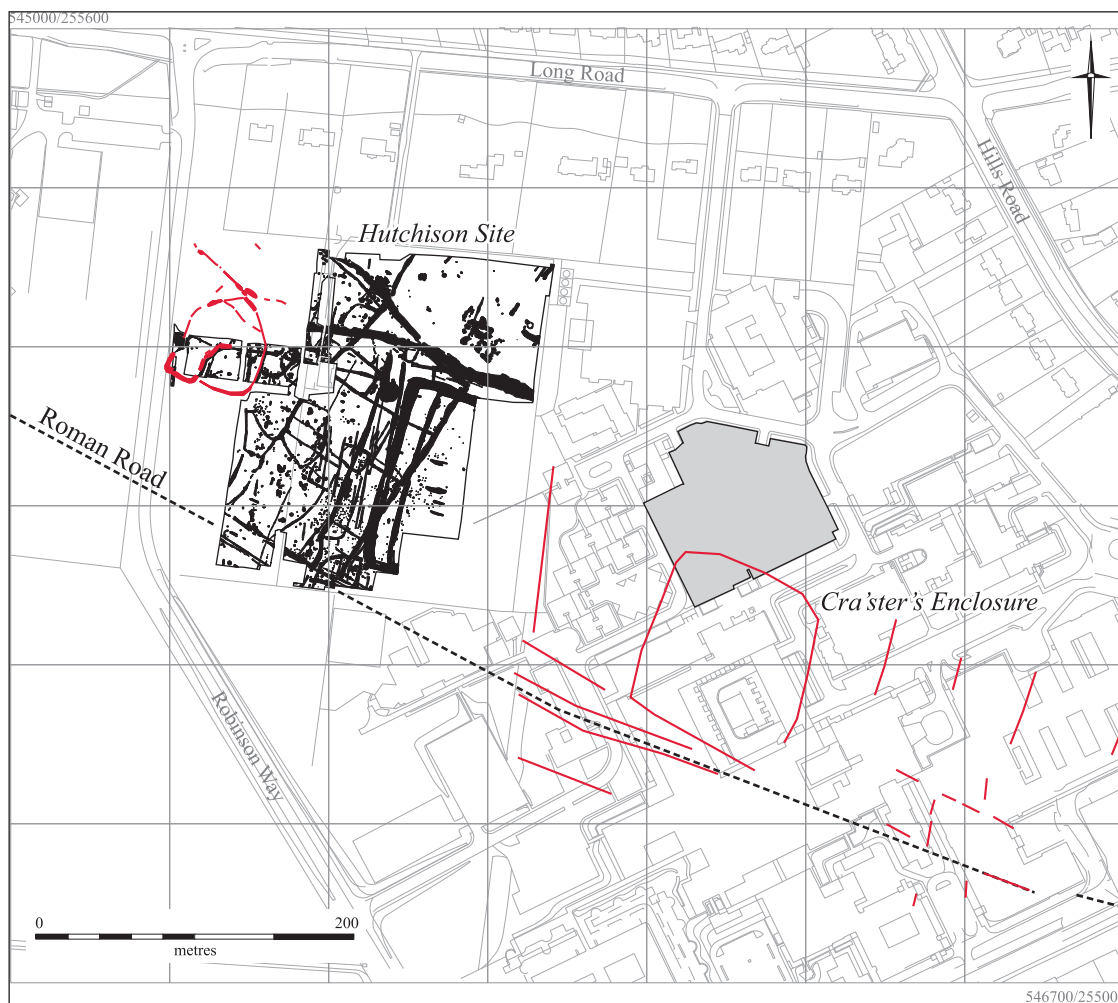 545000/255600
Long Road
Hills Road
Hutchison Site
Roman Road
Cra'ster's Enclosure
Robinson Way
0 200
metres
546700/25500